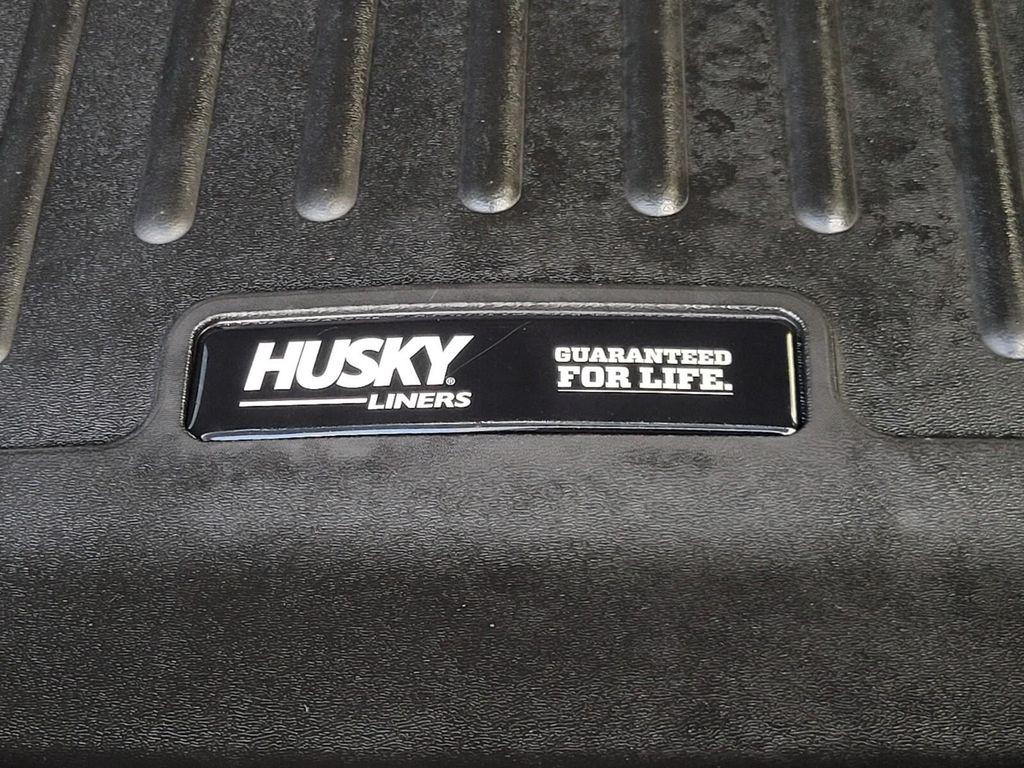 HUSKY®
LINERS
GUARANTEED
FOR LIFE.